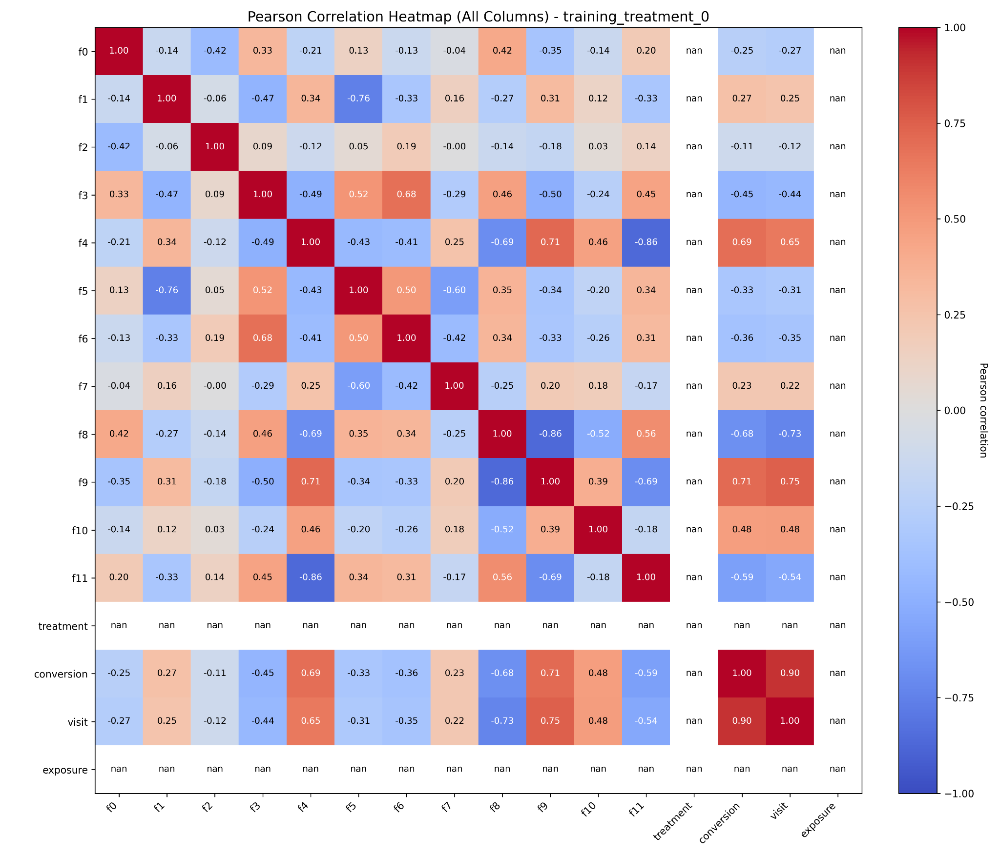 Pearson Correlation Heatmap (All Columns) - training_treatment_0
f0 1.00 -0.14 -0.42 0.33 -0.21 0.13 -0.13 -0.04 0.42 -0.35 -0.14 0.20 nan -0.25 -0.27 nan
f1 -0.14 1.00 -0.06 -0.47 0.34 -0.76 -0.33 0.16 -0.27 0.31 0.12 -0.33 nan 0.27 0.25 nan
f2 -0.42 -0.06 1.00 0.09 -0.12 0.05 0.19 -0.00 -0.14 -0.18 0.03 0.14 nan -0.11 -0.12 nan
f3 0.33 -0.47 0.09 1.00 -0.49 0.52 0.68 -0.29 0.46 -0.50 -0.24 0.45 nan -0.45 -0.44 nan
f4 -0.21 0.34 -0.12 -0.49 1.00 -0.43 -0.41 0.25 -0.69 0.71 0.46 -0.86 nan 0.69 0.65 nan
f5 0.13 -0.76 0.05 0.52 -0.43 1.00 0.50 -0.60 0.35 -0.34 -0.20 0.34 nan -0.33 -0.31 nan
f6 -0.13 -0.33 0.19 0.68 -0.41 0.50 1.00 -0.42 0.34 -0.33 -0.26 0.31 nan -0.36 -0.35 nan
f7 -0.04 0.16 -0.00 -0.29 0.25 -0.60 -0.42 1.00 -0.25 0.20 0.18 -0.17 nan 0.23 0.22 nan
f8 0.42 -0.27 -0.14 0.46 -0.69 0.35 0.34 -0.25 1.00 -0.86 -0.52 0.56 nan -0.68 -0.73 nan
f9 -0.35 0.31 -0.18 -0.50 0.71 -0.34 -0.33 0.20 -0.86 1.00 0.39 -0.69 nan 0.71 0.75 nan
f10 -0.14 0.12 0.03 -0.24 0.46 -0.20 -0.26 0.18 -0.52 0.39 1.00 -0.18 nan 0.48 0.48 nan
f11 0.20 -0.33 0.14 0.45 -0.86 0.34 0.31 -0.17 0.56 -0.69 -0.18 1.00 nan -0.59 -0.54 nan
treatment nan nan nan nan nan nan nan nan nan nan nan nan nan nan nan nan
conversion -0.25 0.27 -0.11 -0.45 0.69 -0.33 -0.36 0.23 -0.68 0.71 0.48 -0.59 nan 1.00 0.90 nan
visit -0.27 0.25 -0.12 -0.44 0.65 -0.31 -0.35 0.22 -0.73 0.75 0.48 -0.54 nan 0.90 1.00 nan
exposure nan nan nan nan nan nan nan nan nan nan nan nan nan nan nan nan
f0 f1 f2 f3 f4 f5 f6 f7 f8 f9 f10 f11 treatment conversion visit exposure
1.00
0.75
0.50
0.25
0.00
−0.25
−0.50
−0.75
−1.00
Pearson correlation